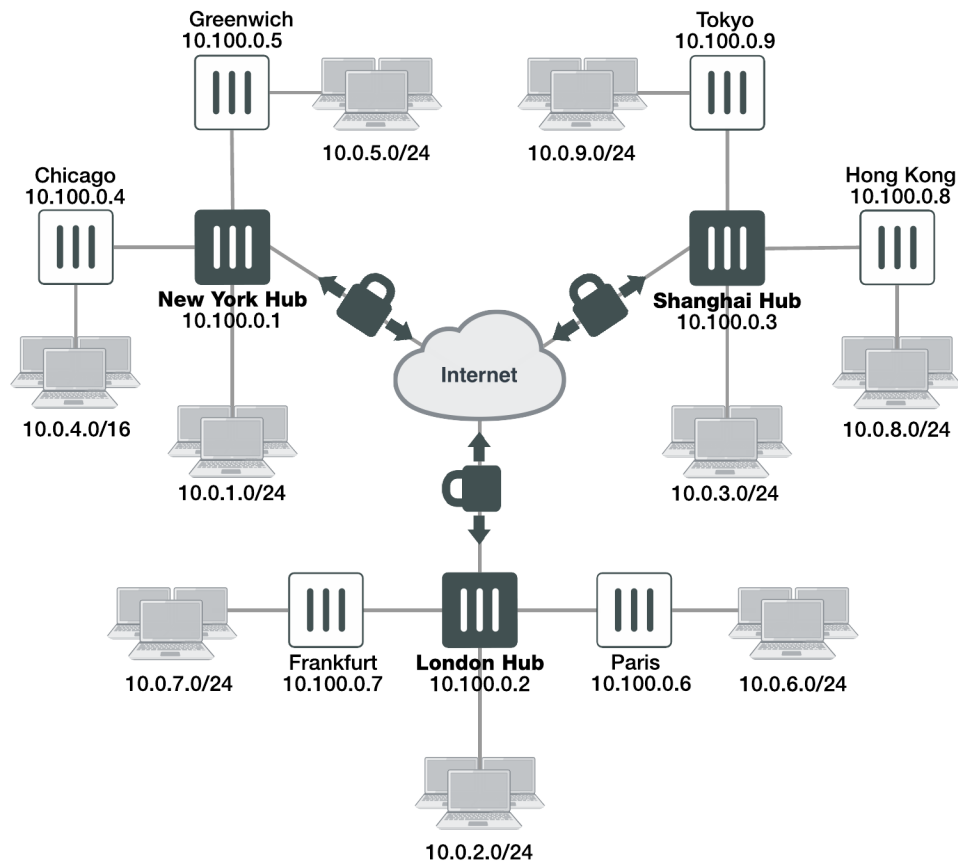 Greenwich
10.100.0.5
10.0.5.0/24
Tokyo
10.100.0.9
10.0.9.0/24
Chicago
10.100.0.4
10.0.4.0/16
New York Hub
10.100.0.1
10.0.1.0/24
Shanghai Hub
10.100.0.3
10.0.3.0/24
Hong Kong
10.100.0.8
10.0.8.0/24
Internet
10.0.7.0/24
Frankfurt
10.100.0.7
London Hub
10.100.0.2
Paris
10.100.0.6
10.0.6.0/24
10.0.2.0/24